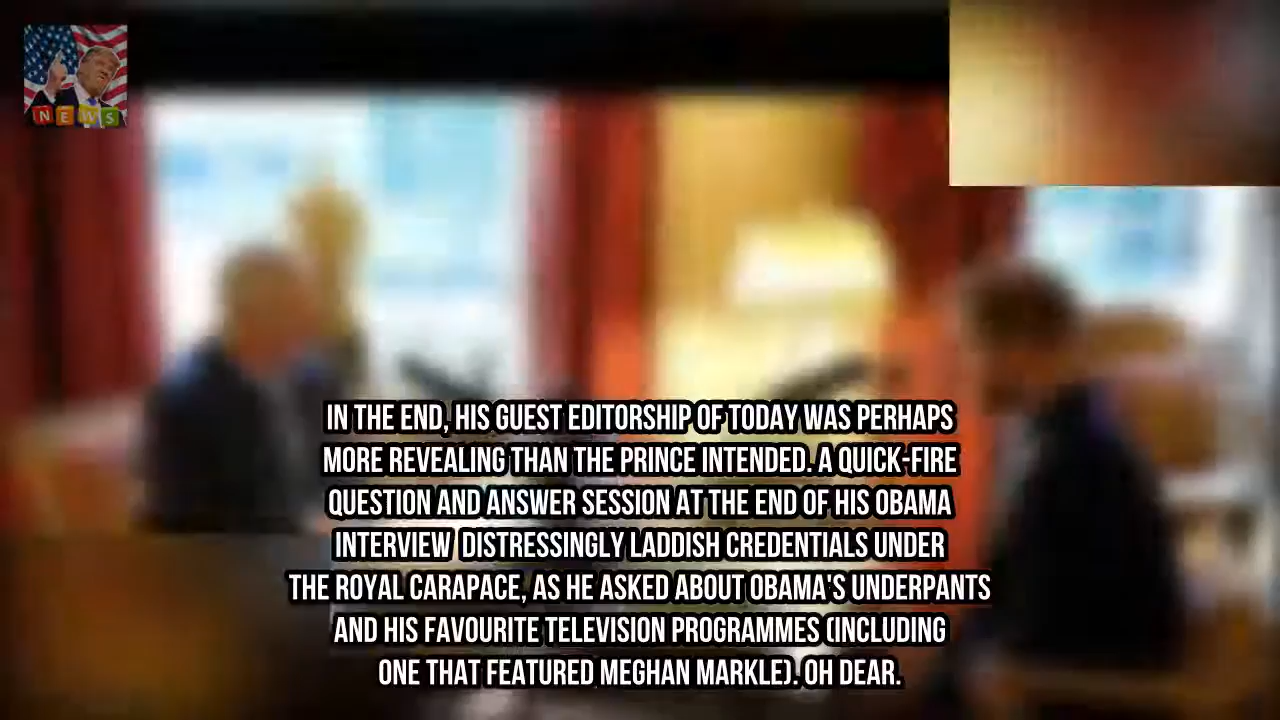 NEWS
IN THE END, HIS GUEST EDITORSHIP OF TODAY WAS PERHAPS
MORE REVEALING THAN THE PRINCE INTENDED. A QUICK-FIRE
QUESTION AND ANSWER SESSION AT THE END OF HIS OBAMA
INTERVIEW DISTRESSINGLY LADDISH CREDENTIALS UNDER
THE ROYAL CARAPACE, AS HE ASKED ABOUT OBAMA'S UNDERPANTS
AND HIS FAVOURITE TELEVISION PROGRAMMES (INCLUDING
ONE THAT FEATURED MEGHAN MARKLE). OH DEAR.